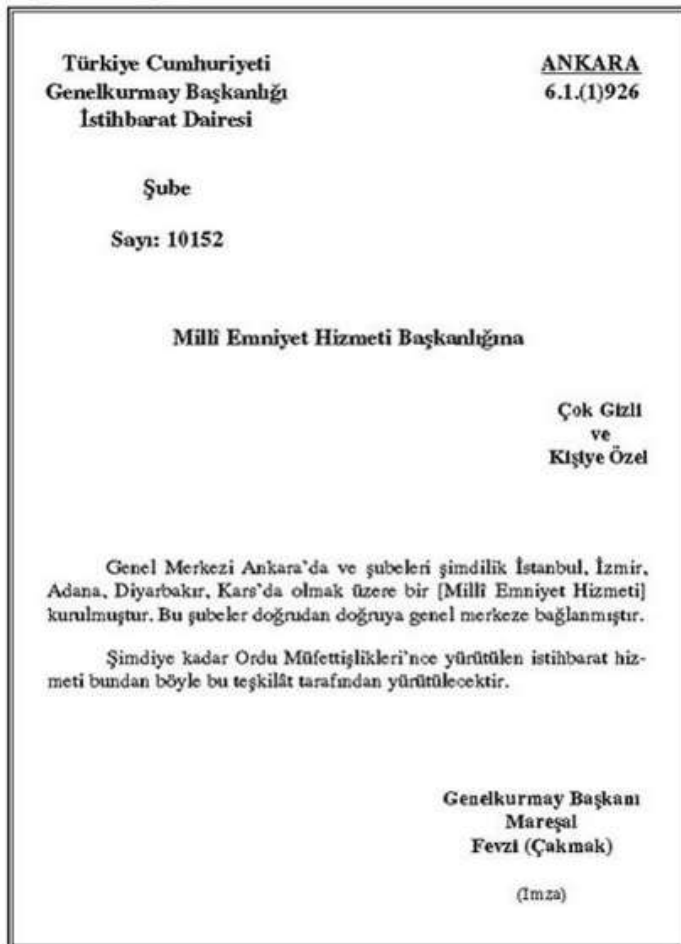 Türkiye Cumhuriyeti
Genelkurmay Başkanlığı
İstihbarat Dairesi
ANKARA
6.1.(1)926
Şube
Sayı: 10152
Millî Emniyet Hizmeti Başkanlığına
Çok Gizli
ve
Kişiye Özel
Genel Merkezi Ankara'da ve şubeleri şimdilik İstanbul, İzmir,
Adana, Diyarbakır, Kars'da olmak üzere bir [Millî Emniyet Hizmeti]
kurulmuştur. Bu şubeler doğrudan doğruya genel merkeze bağlanmıştır.
Şimdiye kadar Ordu Müfettişlikleri'nce yürütülen istihbarat hiz-
meti bundan böyle bu teşkilât tarafından yürütülecektir.
Genelkurmay Başkanı
Mareşal
Fevzi (Çakmak)
(İmza)